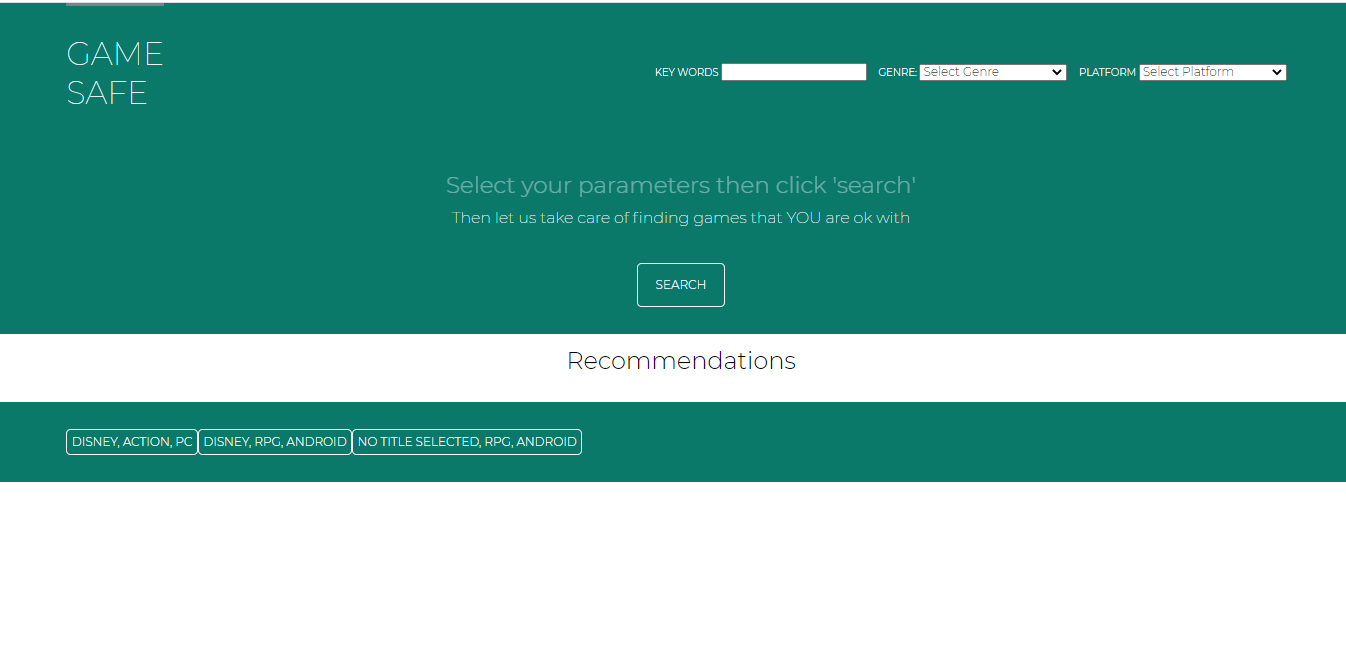 GAME
SAFE
KEY WORDS GENRE: Select Genre PLATFORM Select Platform
Select your parameters then click 'search'
Then let us take care of finding games that YOU are ok with
SEARCH
Recommendations
DISNEY, ACTION, PC DISNEY, RPG, ANDROID NO TITLE SELECTED, RPG, ANDROID